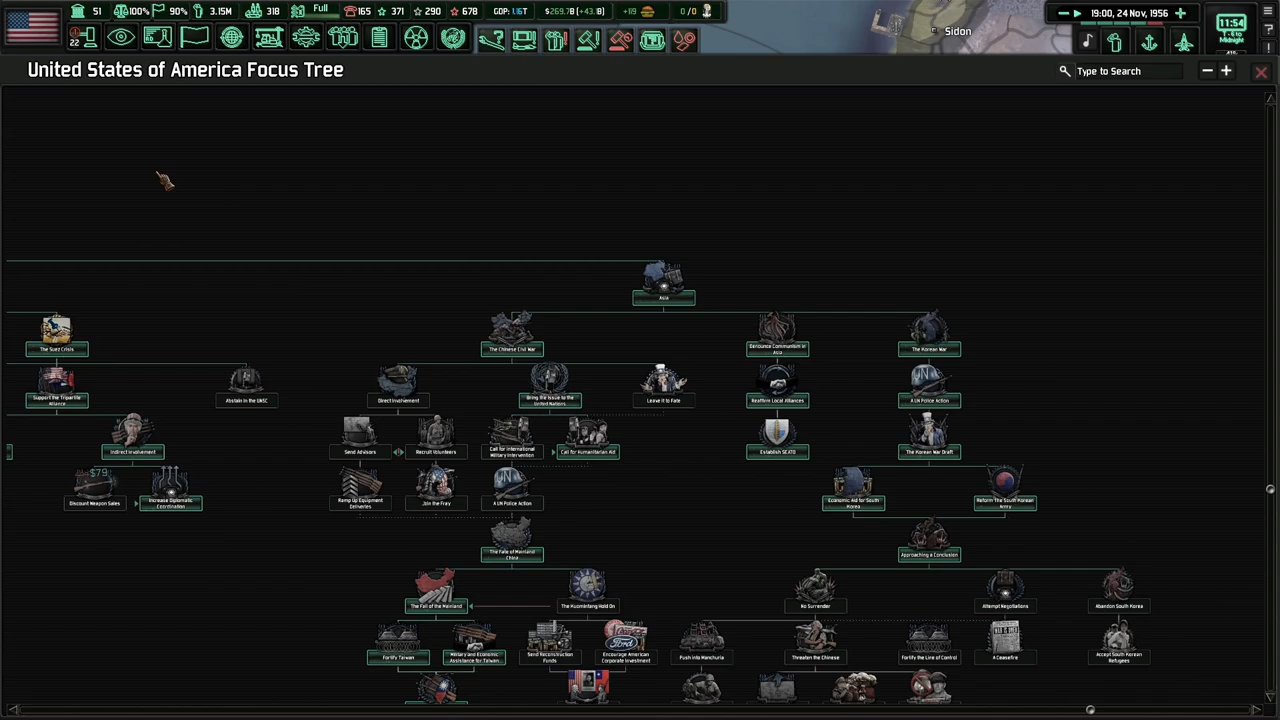 51 100% 90% 3.15M 318 Full 165 371 290 678 GDP: 1.16T $269.78 (+43.18) +119 0/0
19:00, 24 Nov, 1956
11:54
22
Sidon
United States of America Focus Tree
Type to Search
Asia
The Suez Crisis
The Chinese Civil War
Denounce Communism in Asia
The Korean War
Support the Tripartite Alliance
Abstain in the UNSC
Direct Involvement
Bring the Issue to the United Nations
Leave it to Fate
Reaffirm Local Alliances
A UN Police Action
Indirect Involvement
Send Advisors
Recruit Volunteers
Call for International Military Intervention
Call for Humanitarian Aid
Establish SEATO
The Korean War Draft
$79
Discount Weapon Sales
Increase Diplomatic Coordination
Ramp Up Equipment Deliveries
Join the Fray
UN
A UN Police Action
Economic Aid for South Korea
Reform The South Korean Army
The Fate of Mainland China
Approaching a Conclusion
The Fall of the Mainland
The Kuomintang Hold On
No Surrender
Attempt Negotiations
Abandon South Korea
Ford
Fortify Taiwan
Military and Economic Assistance for Taiwan
Send Reconstruction Funds
Encourage American Corporate Investment
Push into Manchuria
Threaten the Chinese
Fortify the Line of Control
A Ceasefire
Accept South Korean Refugees